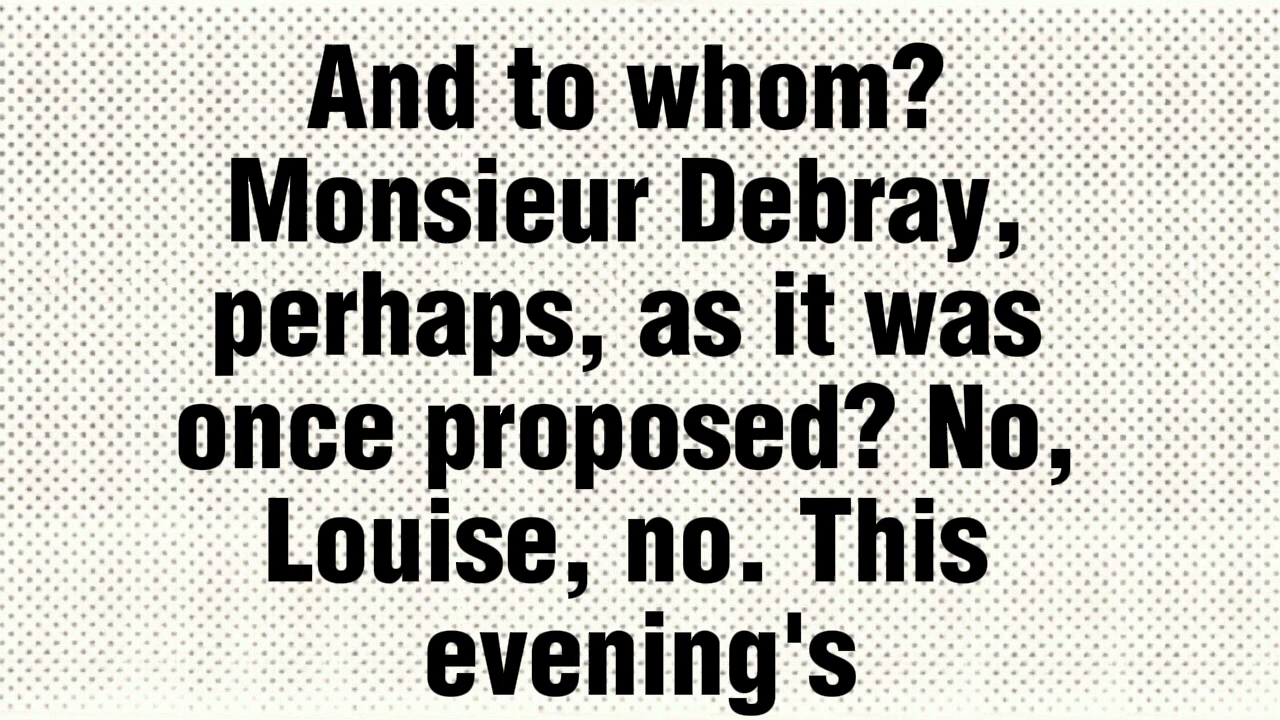 And to whom?
Monsieur Debray,
perhaps, as it was
once proposed? No,
Louise, no. This
evening's